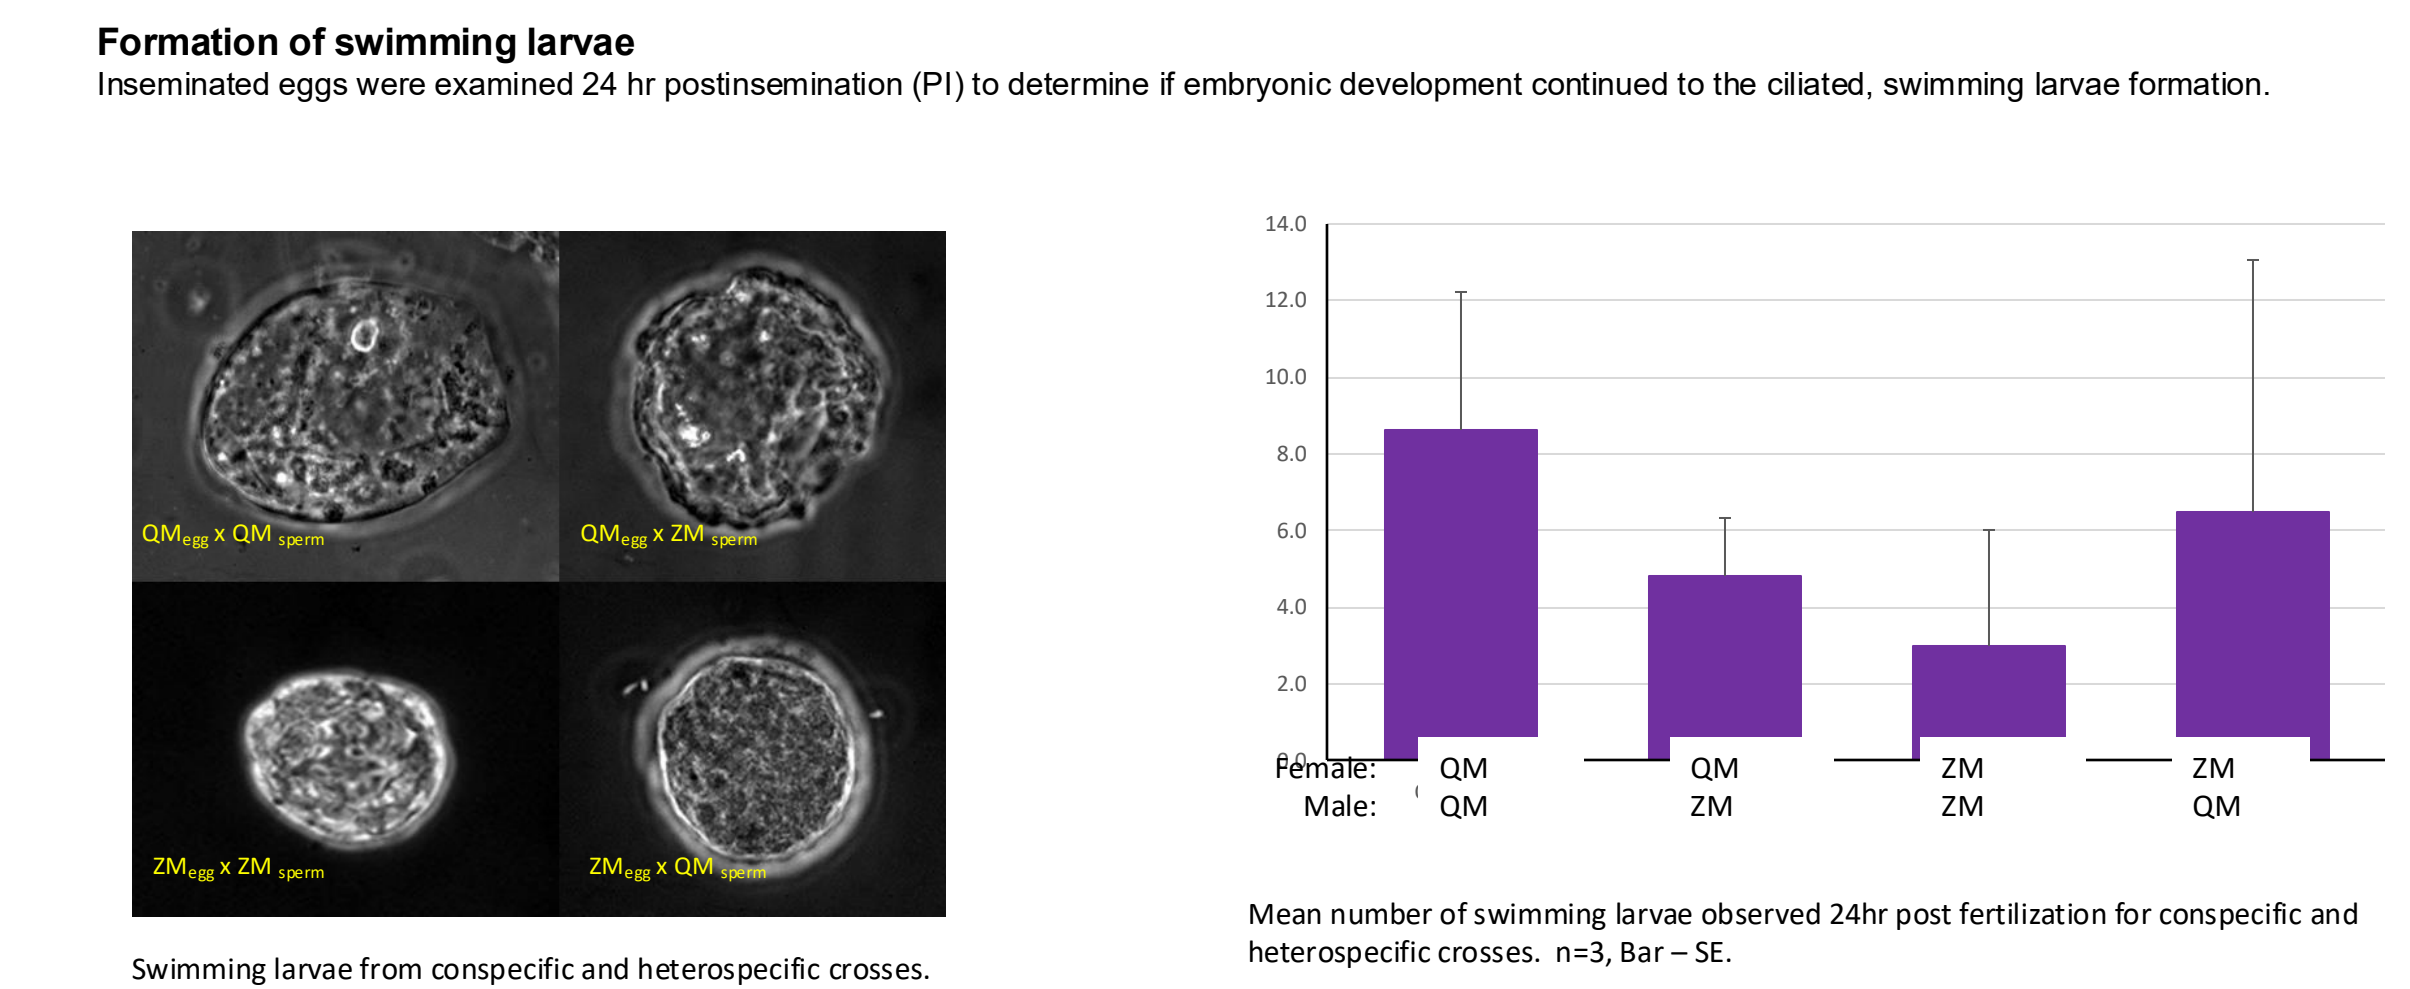 Formation of swimming larvae
Inseminated eggs were examined 24 hr postinsemination (PI) to determine if embryonic development continued to the ciliated, swimming larvae formation.
QMegg x QM sperm
QMegg x ZM sperm
ZMegg x ZM sperm
ZMegg x QM sperm
Swimming larvae from conspecific and heterospecific crosses.
14.0
12.0
10.0
8.0
6.0
4.0
2.0
0.0
Female: QM QM ZM ZM
Male: QM ZM ZM QM
Mean number of swimming larvae observed 24hr post fertilization for conspecific and
heterospecific crosses. n=3, Bar – SE.